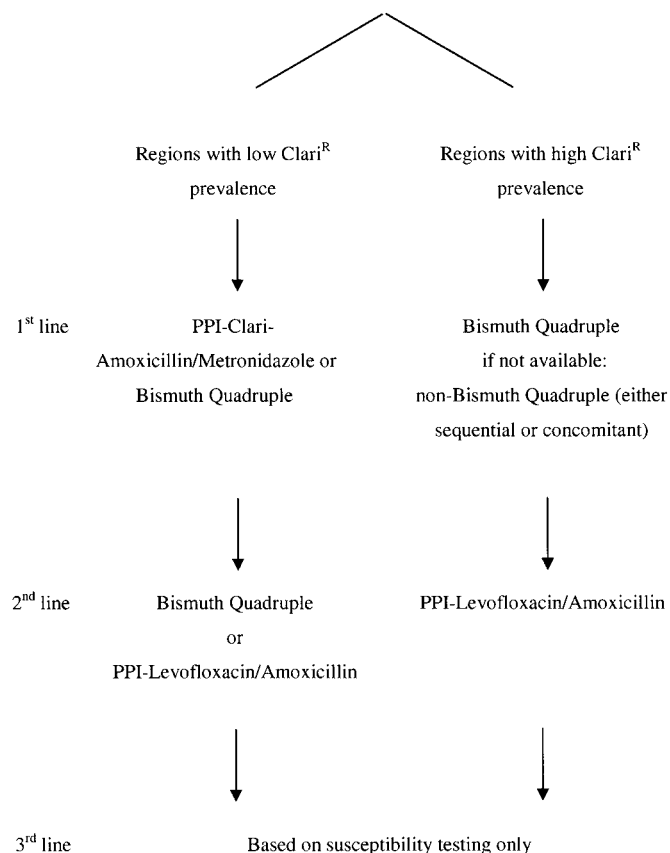 Regions with low Clari^R
prevalence
Regions with high Clari^R
prevalence
1st line
PPI-Clari-
Amoxicillin/Metronidazole or
Bismuth Quadruple
Bismuth Quadruple
if not available:
non-Bismuth Quadruple (either
sequential or concomitant)
2nd line
Bismuth Quadruple
or
PPI-Levofloxacin/Amoxicillin
PPI-Levofloxacin/Amoxicillin
3rd line
Based on susceptibility testing only